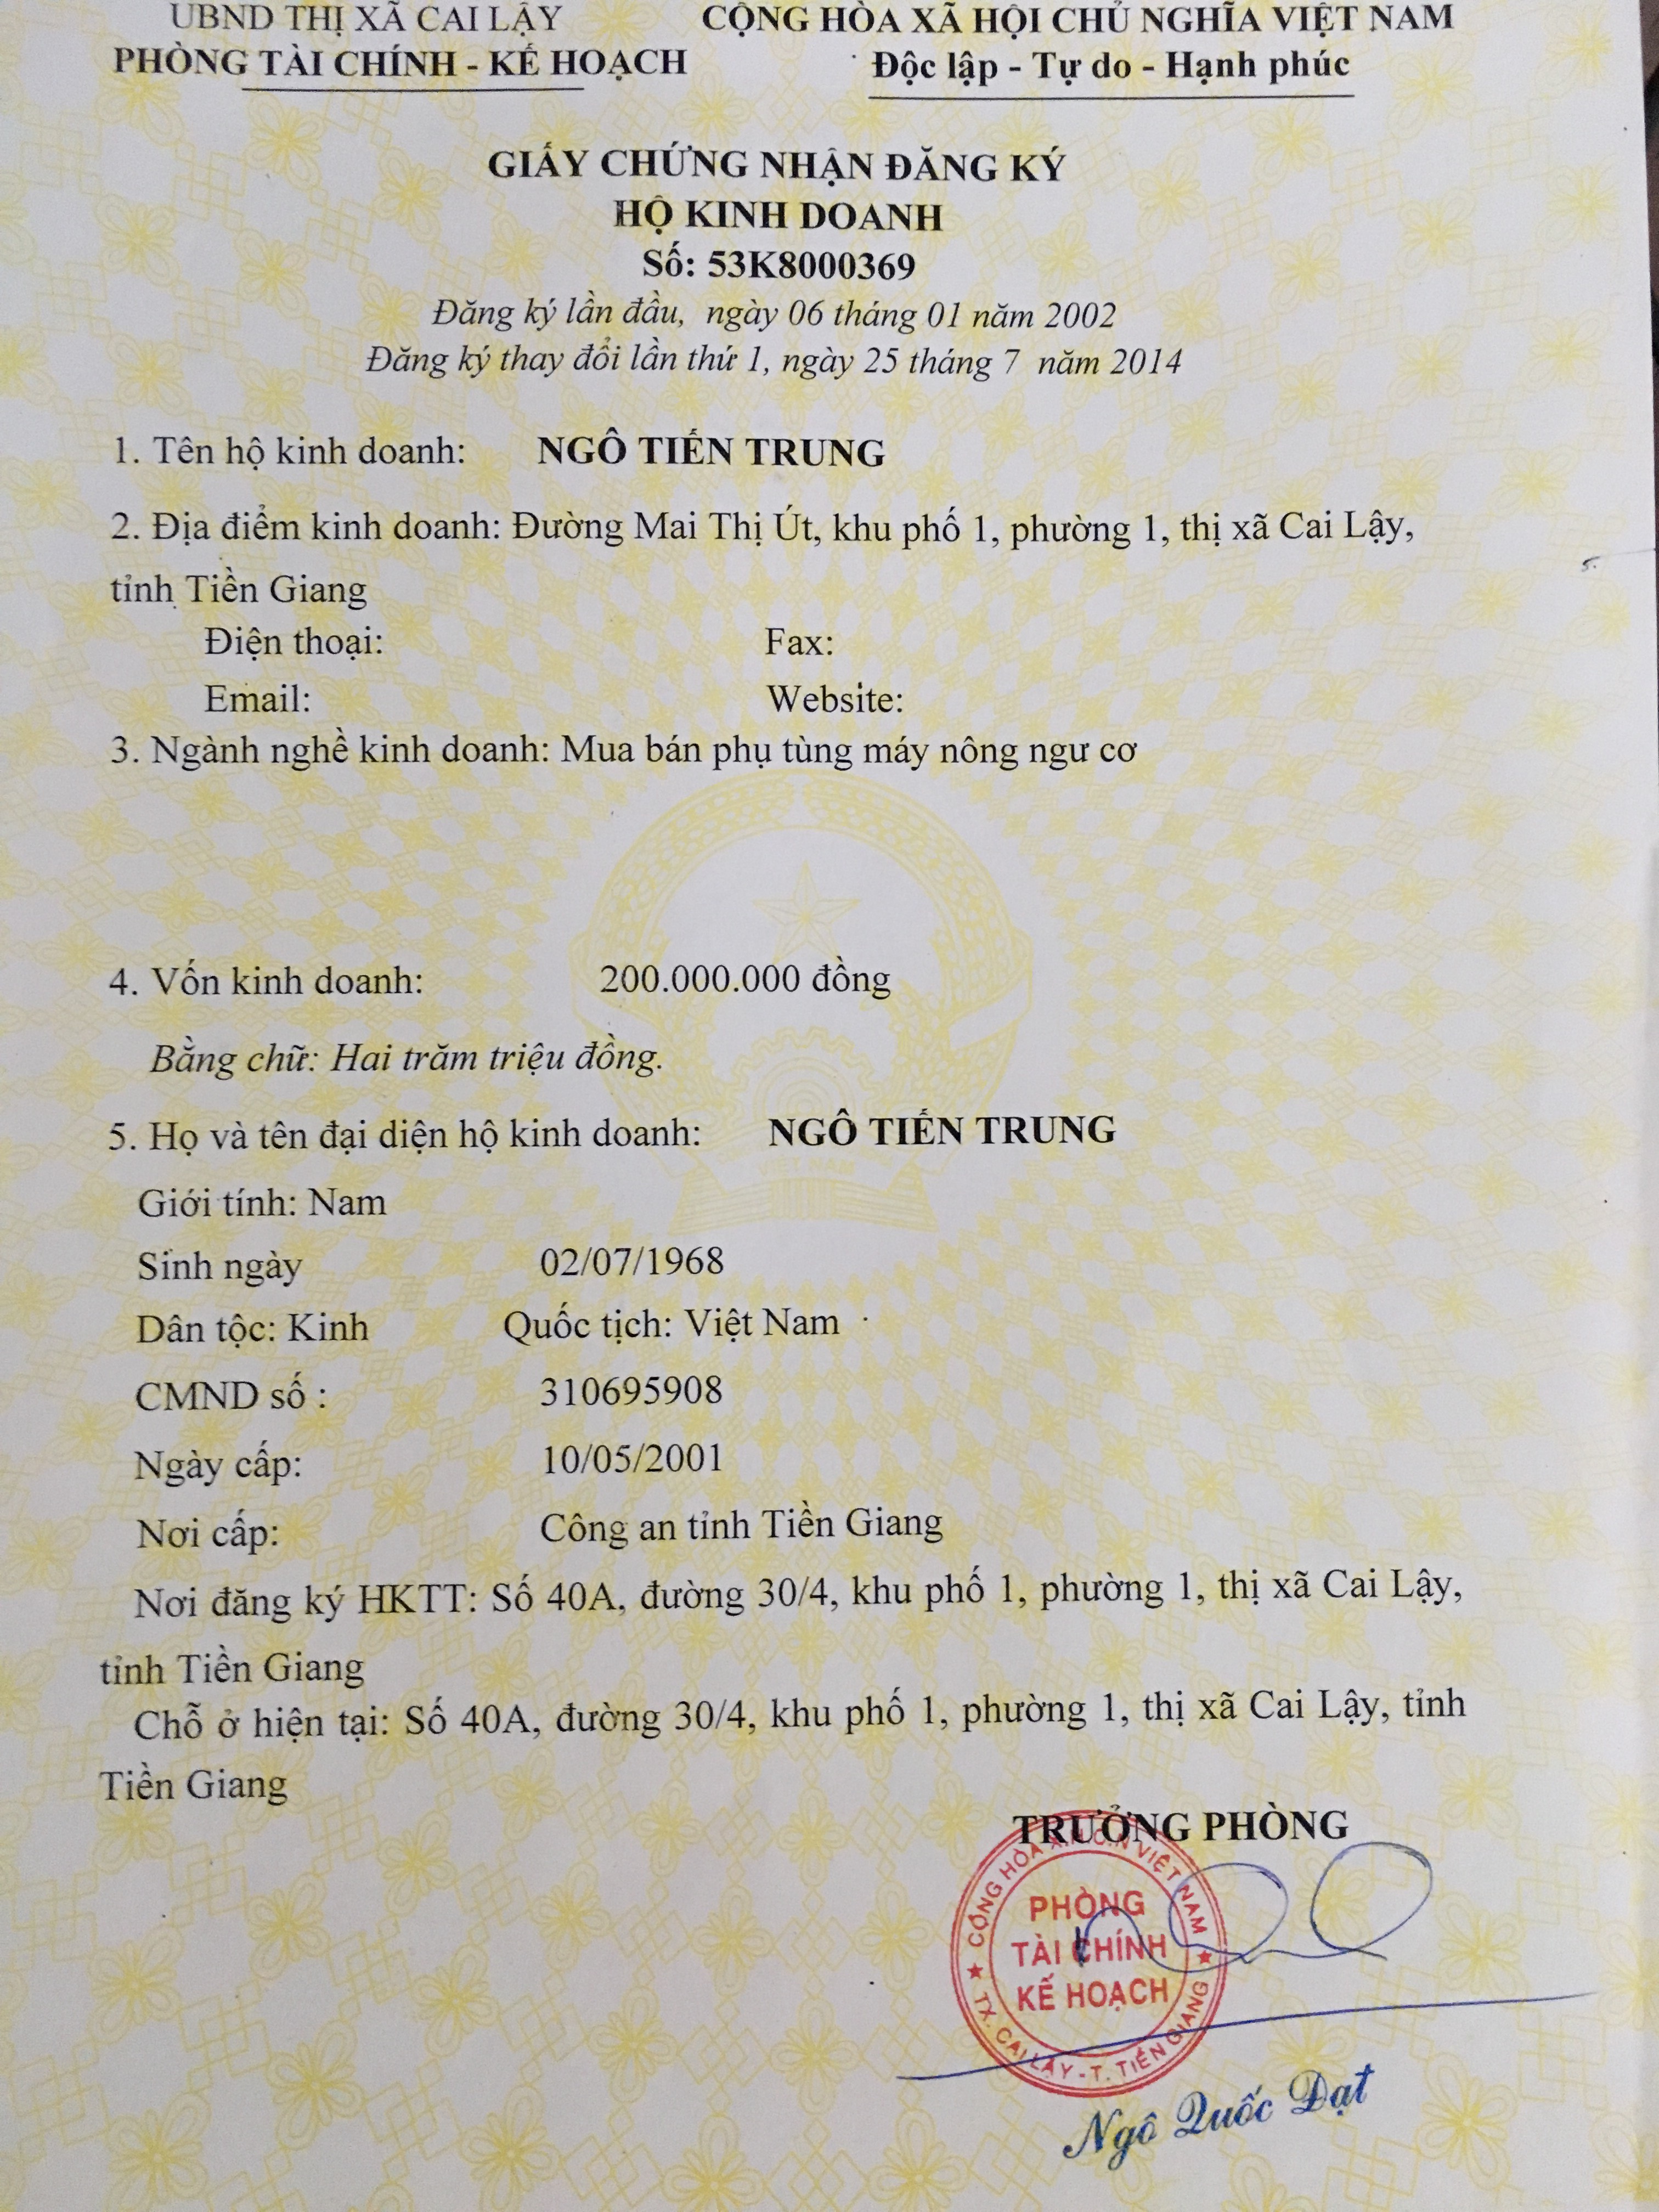 UBND THỊ XÃ CAI LẬY
PHÒNG TÀI CHÍNH - KẾ HOẠCH
CỘNG HÒA XÃ HỘI CHỦ NGHĨA VIỆT NAM
Độc lập - Tự do - Hạnh phúc
GIẤY CHỨNG NHẬN ĐĂNG KÝ
HỘ KINH DOANH
Số: 53K8000369
Đăng ký lần đầu, ngày 06 tháng 01 năm 2002
Đăng ký thay đổi lần thứ 1, ngày 25 tháng 7 năm 2014
1. Tên hộ kinh doanh: NGÔ TIẾN TRUNG
2. Địa điểm kinh doanh: Đường Mai Thị Út, khu phố 1, phường 1, thị xã Cai Lậy,
tỉnh Tiền Giang
Điện thoại: Fax:
Email: Website:
3. Ngành nghề kinh doanh: Mua bán phụ tùng máy nông ngư cơ
4. Vốn kinh doanh: 200.000.000 đồng
Bằng chữ: Hai trăm triệu đồng.
5. Họ và tên đại diện hộ kinh doanh: NGÔ TIẾN TRUNG
VIỆT NAM
Giới tính: Nam
Sinh ngày 02/07/1968
Dân tộc: Kinh Quốc tịch: Việt Nam
CMND số : 310695908
Ngày cấp: 10/05/2001
Nơi cấp: Công an tỉnh Tiền Giang
Nơi đăng ký HKTT: Số 40A, đường 30/4, khu phố 1, phường 1, thị xã Cai Lậy,
tỉnh Tiền Giang
Chỗ ở hiện tại: Số 40A, đường 30/4, khu phố 1, phường 1, thị xã Cai Lậy, tỉnh
Tiền Giang
TRƯỞNG PHÒNG
CỘNG HÒA X.H.C.N VIỆT NAM
PHÒNG
TÀI CHÍNH
KẾ HOẠCH
TX. CAI LẬY - T. TIỀN GIANG
Ngô Quốc Đạt